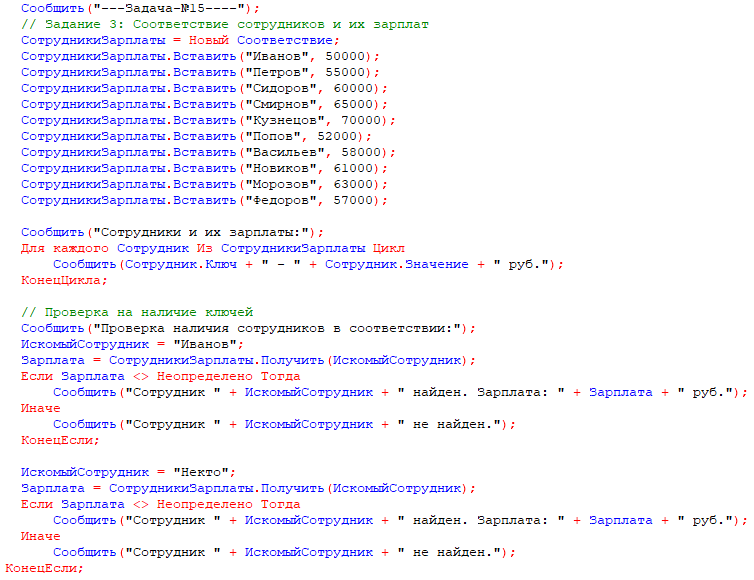 Сообщить("---Задача-№15----");
// Задание 3: Соответствие сотрудников и их зарплат
СотрудникиЗарплаты = Новый Соответствие;
СотрудникиЗарплаты.Вставить("Иванов", 50000);
СотрудникиЗарплаты.Вставить("Петров", 55000);
СотрудникиЗарплаты.Вставить("Сидоров", 60000);
СотрудникиЗарплаты.Вставить("Смирнов", 65000);
СотрудникиЗарплаты.Вставить("Кузнецов", 70000);
СотрудникиЗарплаты.Вставить("Попов", 52000);
СотрудникиЗарплаты.Вставить("Васильев", 58000);
СотрудникиЗарплаты.Вставить("Новиков", 61000);
СотрудникиЗарплаты.Вставить("Морозов", 63000);
СотрудникиЗарплаты.Вставить("Федоров", 57000);
Сообщить("Сотрудники и их зарплаты:");
Для каждого Сотрудник Из СотрудникиЗарплаты Цикл
Сообщить(Сотрудник.Ключ + " - " + Сотрудник.Значение + " руб.");
КонецЦикла;
// Проверка на наличие ключей
Сообщить("Проверка наличия сотрудников в соответствии:");
ИскомыйСотрудник = "Иванов";
Зарплата = СотрудникиЗарплаты.Получить(ИскомыйСотрудник);
Если Зарплата <> Неопределено Тогда
Сообщить("Сотрудник " + ИскомыйСотрудник + " найден. Зарплата: " + Зарплата + " руб.");
Иначе
Сообщить("Сотрудник " + ИскомыйСотрудник + " не найден.");
КонецЕсли;
ИскомыйСотрудник = "Некто";
Зарплата = СотрудникиЗарплаты.Получить(ИскомыйСотрудник);
Если Зарплата <> Неопределено Тогда
Сообщить("Сотрудник " + ИскомыйСотрудник + " найден. Зарплата: " + Зарплата + " руб.");
Иначе
Сообщить("Сотрудник " + ИскомыйСотрудник + " не найден.");
КонецЕсли;